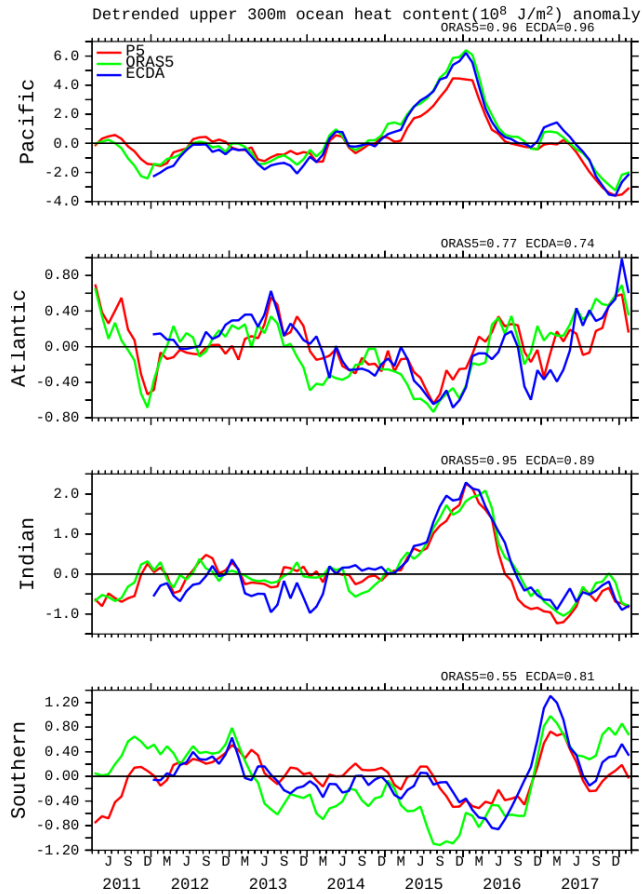 Detrended upper 300m ocean heat content(10⁸ J/m²) anomaly
ORAS5=0.96 ECDA=0.96
P5
ORAS5
ECDA
Pacific
6.0
4.0
2.0
0.0
-2.0
-4.0
ORAS5=0.77 ECDA=0.74
Atlantic
0.80
0.40
0.00
-0.40
-0.80
ORAS5=0.95 ECDA=0.89
Indian
2.0
1.0
0.0
-1.0
ORAS5=0.55 ECDA=0.81
Southern
1.20
0.80
0.40
0.00
-0.40
-0.80
-1.20
J S D M J S D M J S D M J S D M J S D M J S D M J S D
2011 2012 2013 2014 2015 2016 2017